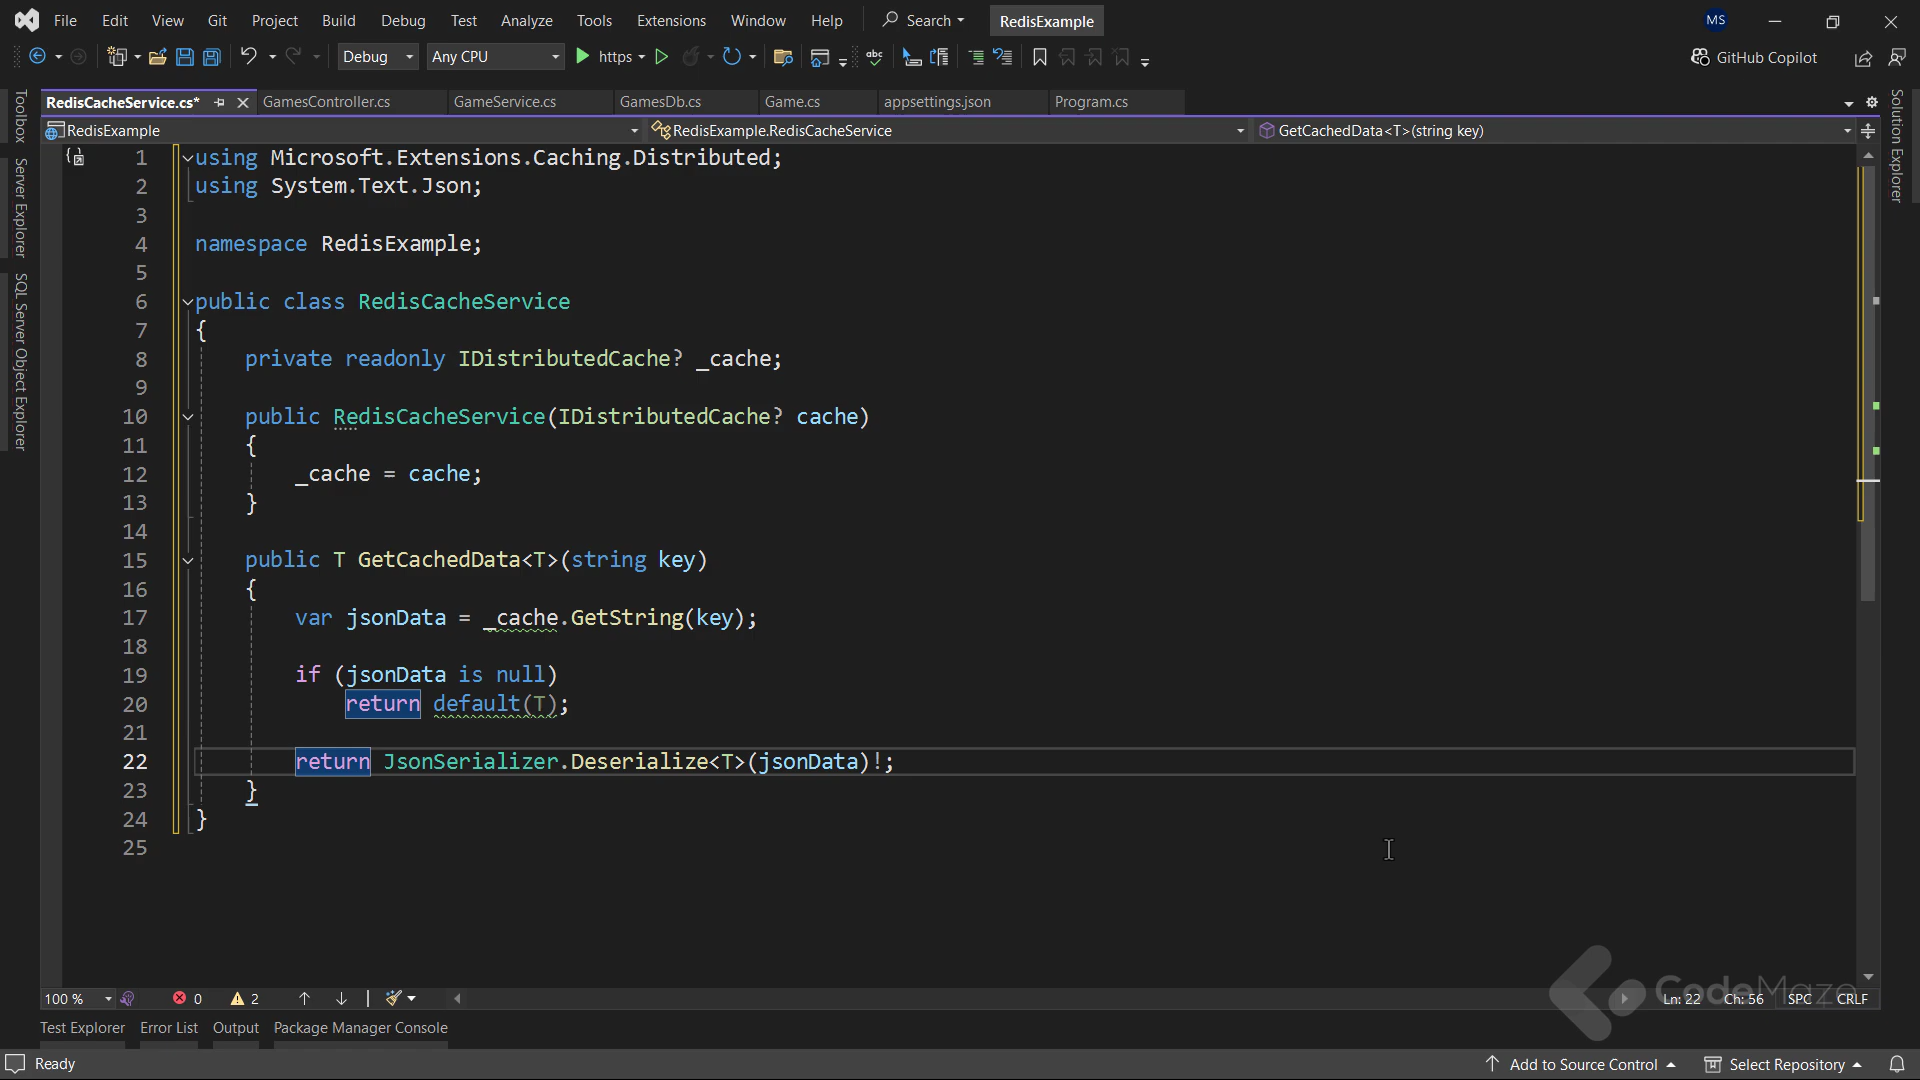 File Edit View Git Project Build Debug Test Analyze Tools Extensions Window Help Search RedisExample MS
Debug Any CPU https GitHub Copilot
RedisCacheService.cs* GamesController.cs GameService.cs GamesDb.cs Game.cs appsettings.json Program.cs
RedisExample RedisExample.RedisCacheService GetCachedData<T>(string key)
Toolbox
Server Explorer
SQL Server Object Explorer
Solution Explorer
1 using Microsoft.Extensions.Caching.Distributed;
2 using System.Text.Json;
3
4 namespace RedisExample;
5
6 public class RedisCacheService
7 {
8 private readonly IDistributedCache? _cache;
9
10 public RedisCacheService(IDistributedCache? cache)
11 {
12 _cache = cache;
13 }
14
15 public T GetCachedData<T>(string key)
16 {
17 var jsonData = _cache.GetString(key);
18
19 if (jsonData is null)
20 return default(T);
21
22 return JsonSerializer.Deserialize<T>(jsonData)!;
23 }
24 }
25
CodeMaze
100 % 0 2 Ln: 22 Ch: 56 SPC CRLF
Test Explorer Error List Output Package Manager Console
Ready Add to Source Control Select Repository